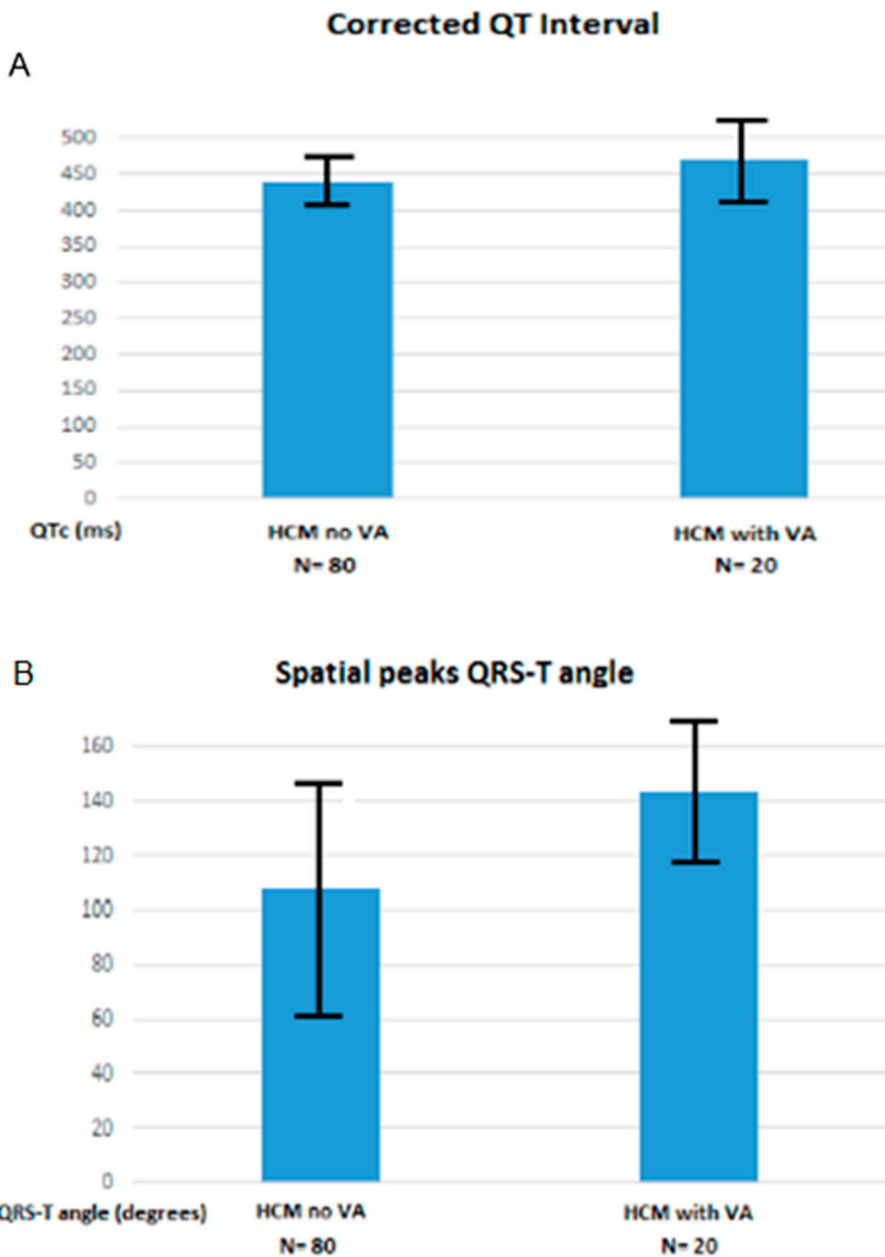 Corrected QT Interval
A
500
450
400
350
300
250
200
150
100
50
0
QTc (ms)
HCM no VA
HCM with VA
N= 80
N= 20
B
Spatial peaks QRS-T angle
160
140
120
100
80
60
40
20
0
QRS-T angle (degrees)
HCM no VA
HCM with VA
N= 80
N= 20